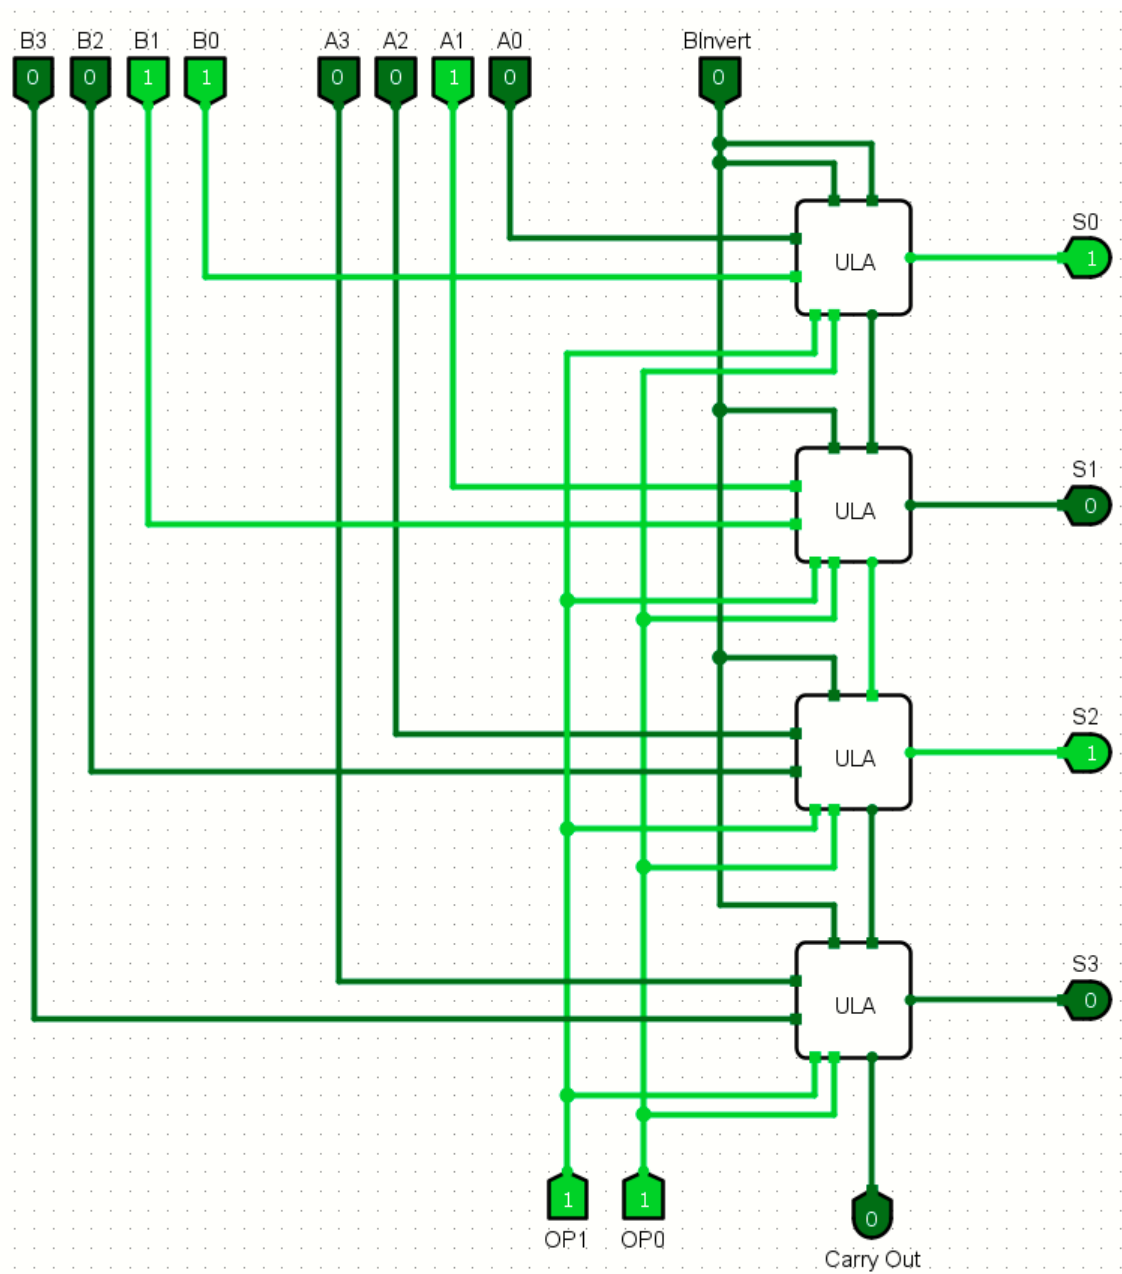 B3 B2 B1 B0 A3 A2 A1 A0 BInvert
0 0 1 1 0 0 1 0 0
S0
ULA 1
S1
ULA 0
S2
ULA 1
S3
ULA 0
1 1 0
OP1 OP0
Carry Out